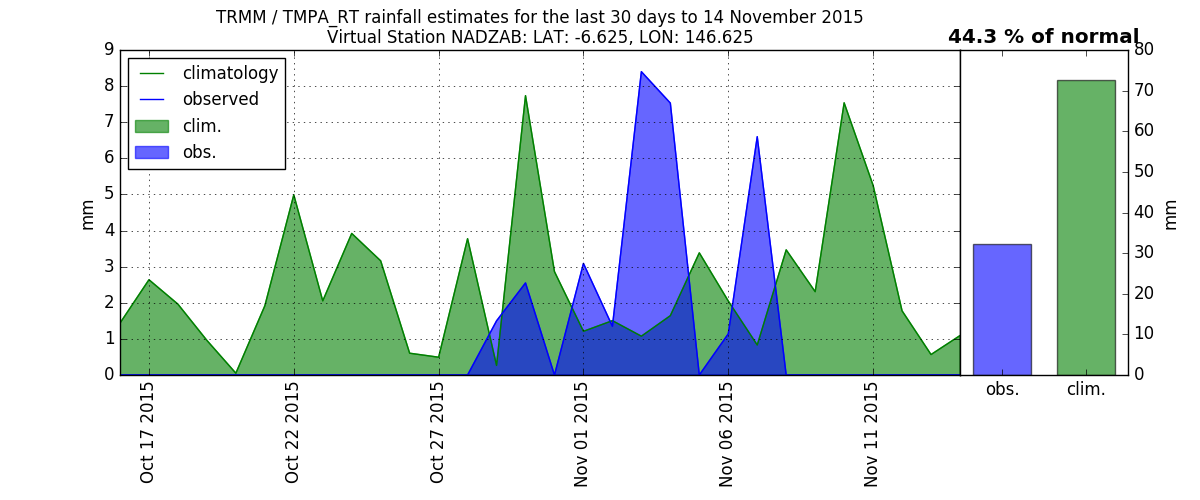 TRMM / TMPA_RT rainfall estimates for the last 30 days to 14 November 2015
Virtual Station NADZAB: LAT: -6.625, LON: 146.625
44.3 % of normal
climatology
observed
clim.
obs.
mm
9
8
7
6
5
4
3
2
1
0
Oct 17 2015
Oct 22 2015
Oct 27 2015
Nov 01 2015
Nov 06 2015
Nov 11 2015
80
70
60
50
40
30
20
10
0
mm
obs.
clim.